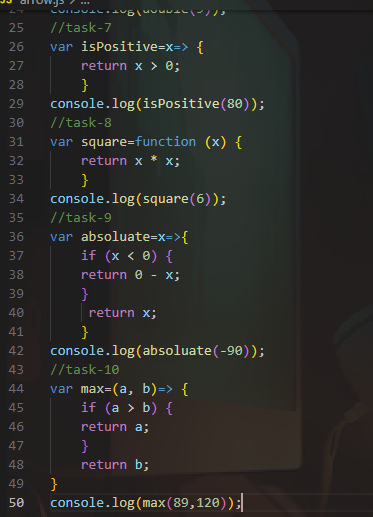 JS arrow.js > ...
24 console.log(double(9));
25 //task-7
26 var isPositive=x=> {
27 return x > 0;
28 }
29 console.log(isPositive(80));
30 //task-8
31 var square=function (x) {
32 return x * x;
33 }
34 console.log(square(6));
35 //task-9
36 var absoluate=x=>{
37 if (x < 0) {
38 return 0 - x;
39 }
40 return x;
41 }
42 console.log(absoluate(-90));
43 //task-10
44 var max=(a, b)=> {
45 if (a > b) {
46 return a;
47 }
48 return b;
49 }
50 console.log(max(89,120));